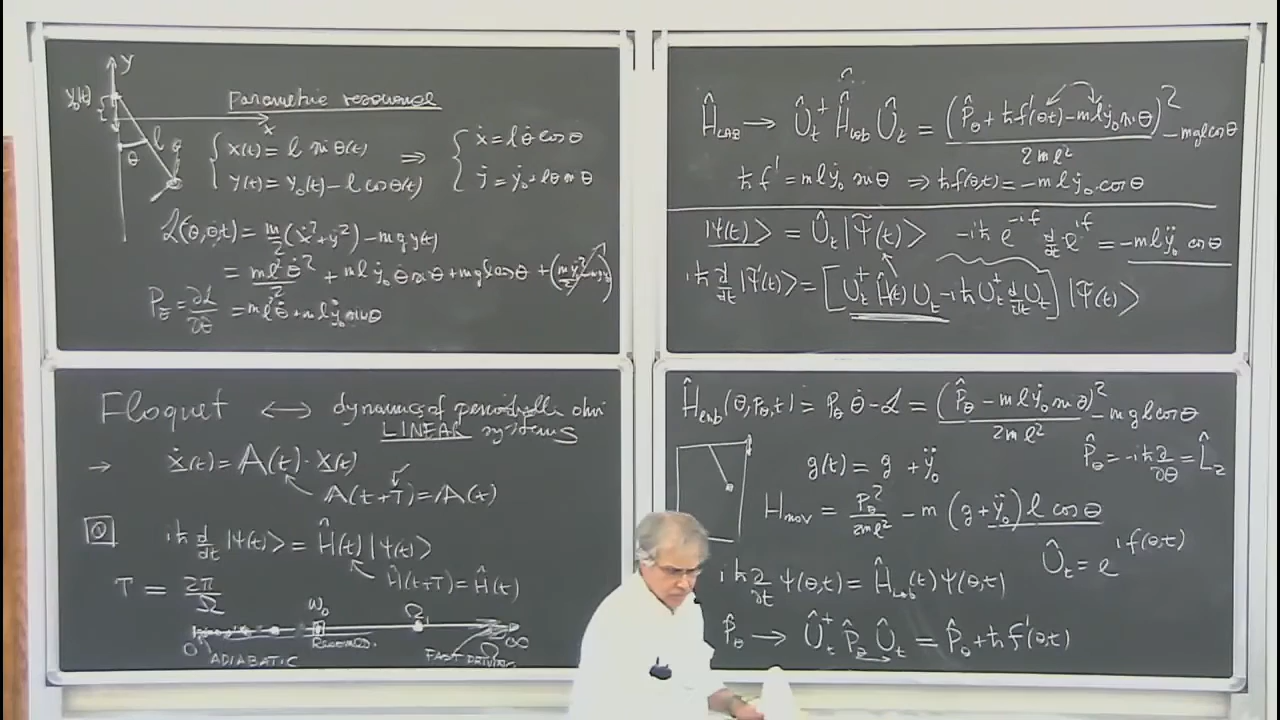 y
y₀(t)
Parametric resonance
x
l
θ
{ x(t) = l sin θ(t) ⇒ { ẋ = l θ̇ cos θ
y(t) = y₀(t) - l cos θ(t) ẏ = ẏ₀ + l θ̇ sin θ
L(θ,θ̇,t) = m/2 (ẋ² + ẏ²) - m g y(t)
= ml²θ̇²/2 + m l ẏ₀ θ̇ sin θ + m g l cos θ +
P_θ = ∂L/∂θ̇ = m l² θ̇ + m l ẏ₀ sin θ
Floquet ↔ dynamics of
LINEAR systems
→ ẋ(t) = A(t) · x(t)
A(t+T) = A(t)
Q
iħ d/dt |Ψ(t)> = Ĥ(t) |Ψ(t)>
Ĥ(t+T) = Ĥ(t)
T = 2π/Ω
ω₀ Ω
0 ∞
ADIABATIC
FAST DRIVING
Ĥ_LAB → Û_t⁺ Ĥ_lab Û_t = (P̂_θ + ħ f'(θ,t) - m l ẏ₀ sin θ)² / 2ml² - m g l cos θ
ħ f' = m l ẏ₀ sin θ ⇒ ħ f(θ,t) = - m l ẏ₀ cos θ
|Ψ(t)> = Û_t |Ψ̃(t)> -iħ e^{-if} d/dt e^{if} = - m l ÿ₀ cos θ
iħ d/dt |Ψ̃(t)> = [ U_t⁺ Ĥ(t) U_t - iħ U_t⁺ d/dt U_t ] |Ψ̃(t)>
Ĥ_lab(θ, P_θ, t) = P_θ θ̇ - L = (P̂_θ - m l ẏ₀ sin θ)² / 2ml² - m g l cos θ
g(t) = g + ÿ₀
P̂_θ = -iħ ∂/∂θ = L̂_z
H_mov = P_θ²/2ml² - m (g + ÿ₀) l cos θ
iħ ∂/∂t Ψ(θ,t) = Ĥ_Lab(t) Ψ(θ,t)
Û_t = e^{i f(θ,t)}
P̂_θ → Û_t⁺ P̂_θ Û_t = P̂_θ + ħ f'(θ,t)